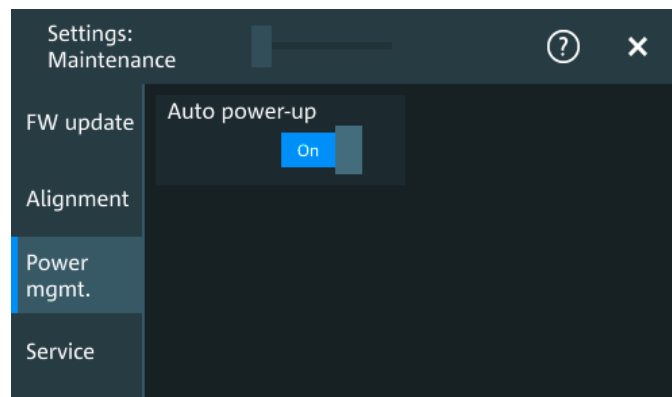 Settings:
Maintenance
?
FW update
Auto power-up
On
Alignment
Power
mgmt.
Service